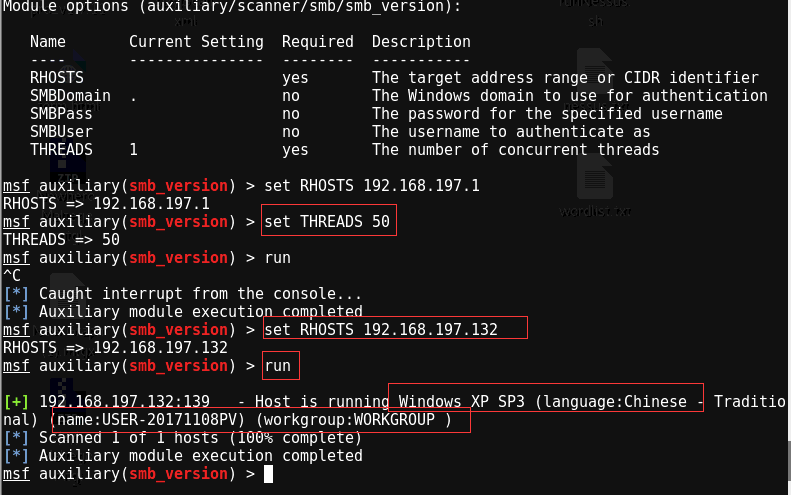 Module options (auxiliary/scanner/smb/smb_version):
Name Current Setting Required Description
---- --------------- -------- -----------
RHOSTS yes The target address range or CIDR identifier
SMBDomain . no The Windows domain to use for authentication
SMBPass no The password for the specified username
SMBUser no The username to authenticate as
THREADS 1 yes The number of concurrent threads
msf auxiliary(smb_version) > set RHOSTS 192.168.197.1
RHOSTS => 192.168.197.1
msf auxiliary(smb_version) > set THREADS 50
THREADS => 50
msf auxiliary(smb_version) > run
^C
[*] Caught interrupt from the console...
[*] Auxiliary module execution completed
msf auxiliary(smb_version) > set RHOSTS 192.168.197.132
RHOSTS => 192.168.197.132
msf auxiliary(smb_version) > run
[+] 192.168.197.132:139 - Host is running Windows XP SP3 (language:Chinese - Traditio
nal) (name:USER-20171108PV) (workgroup:WORKGROUP )
[*] Scanned 1 of 1 hosts (100% complete)
[*] Auxiliary module execution completed
msf auxiliary(smb_version) >
xml
sh
wordlist.txt